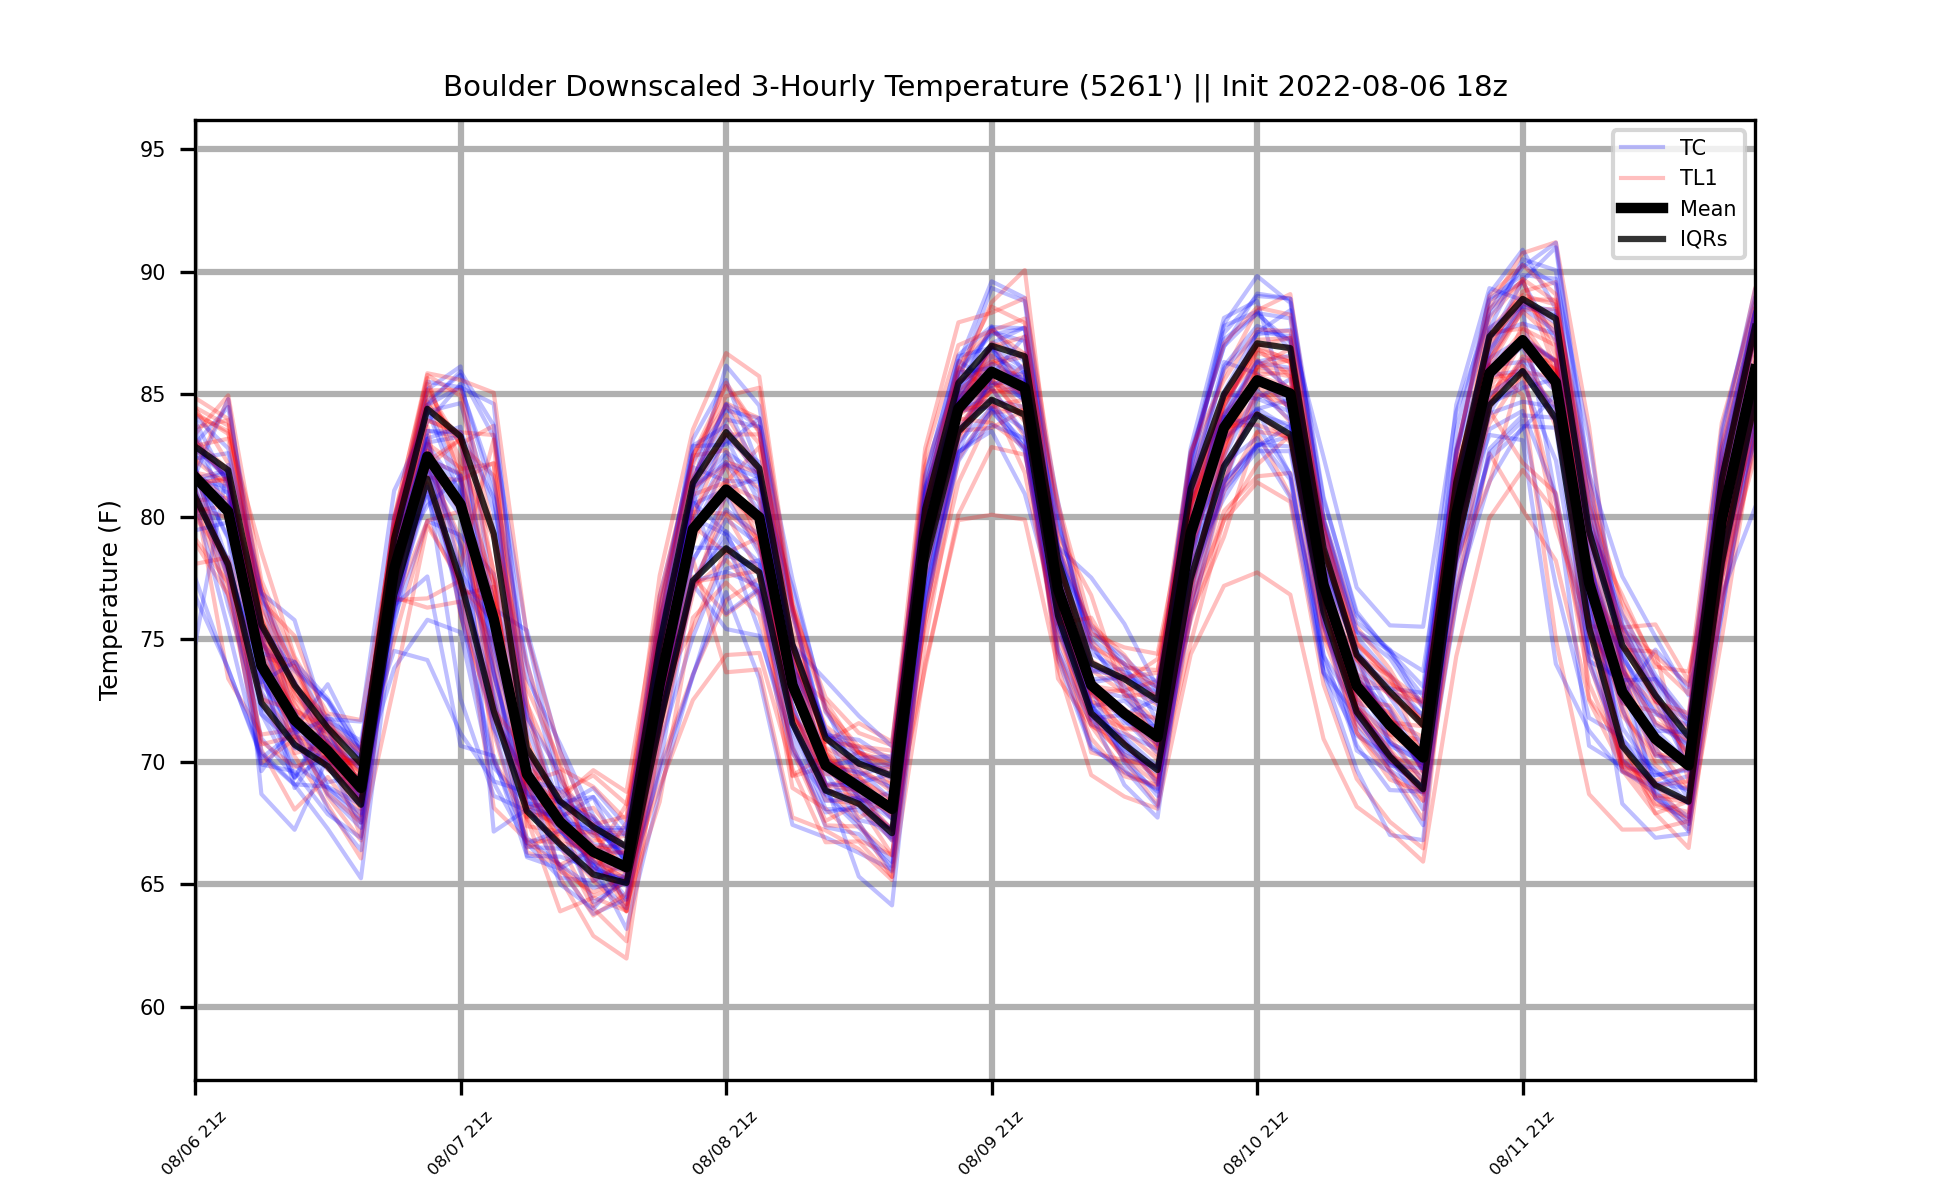 Boulder Downscaled 3-Hourly Temperature (5261') || Init 2022-08-06 18z
TC
TL1
Mean
IQRs
Temperature (F)
95
90
85
80
75
70
65
60
08/06 21z
08/07 21z
08/08 21z
08/09 21z
08/10 21z
08/11 21z